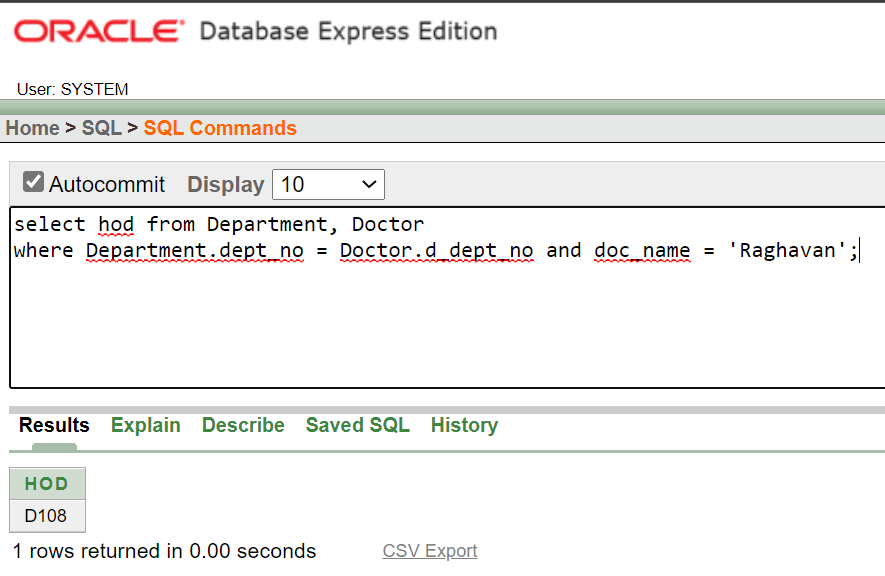 ORACLE Database Express Edition
User: SYSTEM
Home > SQL > SQL Commands
Autocommit Display 10
select hod from Department, Doctor
where Department.dept_no = Doctor.d_dept_no and doc_name = 'Raghavan';
Results Explain Describe Saved SQL History
HOD
D108
1 rows returned in 0.00 seconds CSV Export